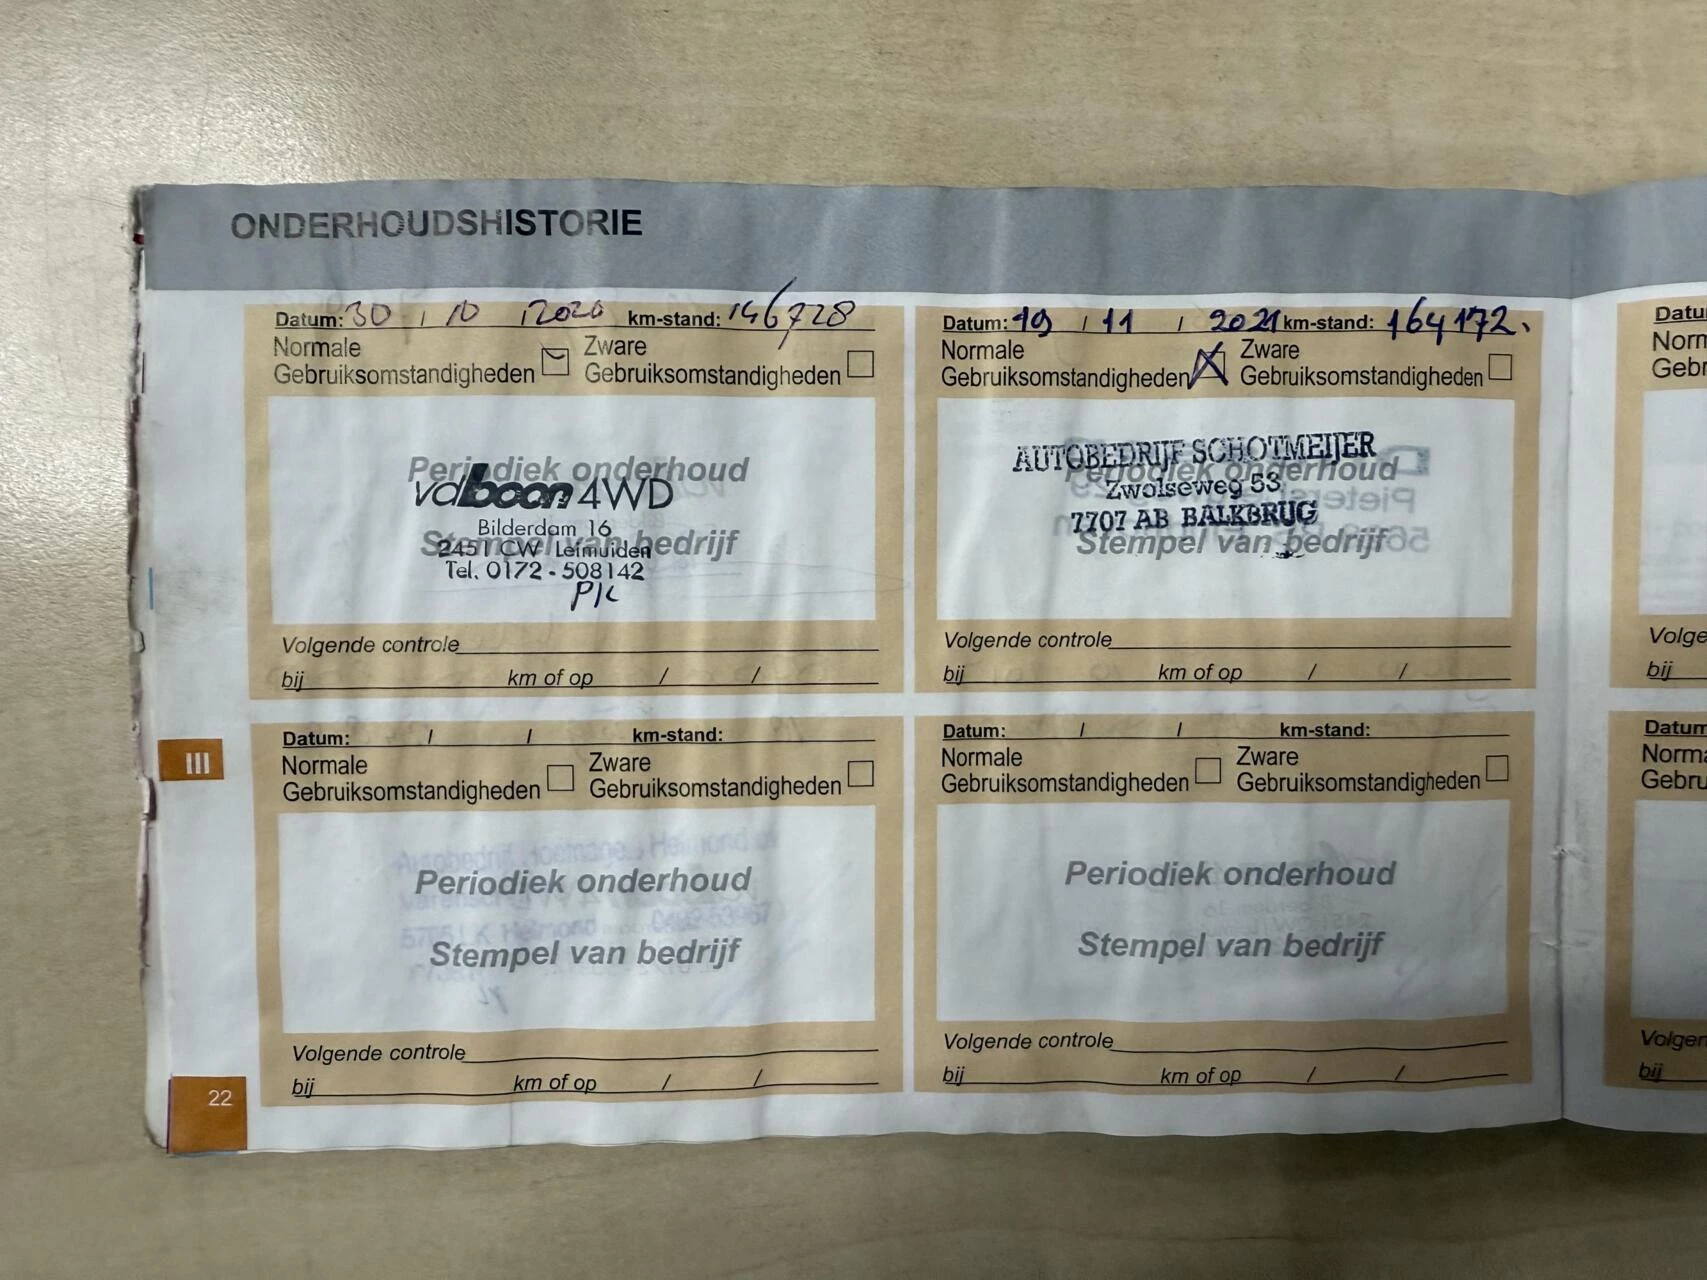 ONDERHOUDSHISTORIE
Datum: 30 / 10 / 2020 km-stand: 146728
Normale
Gebruiksomstandigheden
Zware
Gebruiksomstandigheden
Periodiek onderhoud
vdboon 4WD
Bilderdam 16
Stempel van bedrijf
2451 CW Leimuiden
Tel. 0172-508142
Volgende controle
bij km of op / /
Datum: 19 / 11 / 2021 km-stand: 164172.
Normale
Gebruiksomstandigheden
Zware
Gebruiksomstandigheden
AUTOBEDRIJF SCHOTMEIJER
Periodiek onderhoud
Zwolseweg 53
7707 AB BALKBRUG
Stempel van bedrijf
Volgende controle
bij km of op / /
III
Datum: / / km-stand:
Normale
Gebruiksomstandigheden
Zware
Gebruiksomstandigheden
Periodiek onderhoud
Stempel van bedrijf
Volgende controle
bij km of op / /
Datum: / / km-stand:
Normale
Gebruiksomstandigheden
Zware
Gebruiksomstandigheden
Periodiek onderhoud
Stempel van bedrijf
Volgende controle
bij km of op / /
22
bij
bij